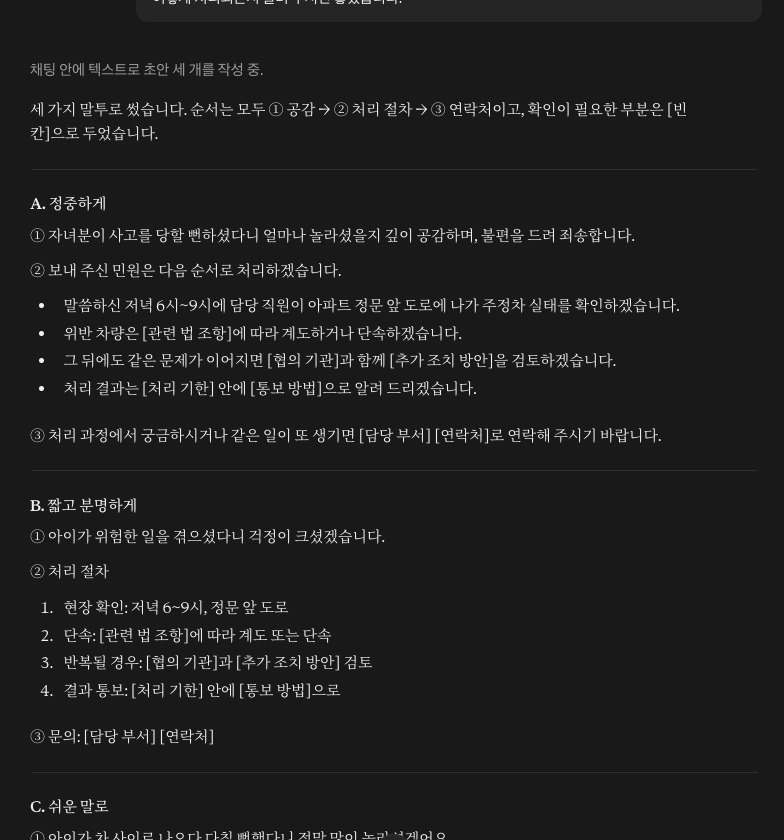 채팅 안에 텍스트로 초안 세 개를 작성 중.
세 가지 말투로 썼습니다. 순서는 모두 ① 공감 → ② 처리 절차 → ③ 연락처이고, 확인이 필요한 부분은 [빈
칸]으로 두었습니다.
A. 정중하게
① 자녀분이 사고를 당할 뻔하셨다니 얼마나 놀라셨을지 깊이 공감하며, 불편을 드려 죄송합니다.
② 보내 주신 민원은 다음 순서로 처리하겠습니다.
• 말씀하신 저녁 6시~9시에 담당 직원이 아파트 정문 앞 도로에 나가 주정차 실태를 확인하겠습니다.
• 위반 차량은 [관련 법 조항]에 따라 계도하거나 단속하겠습니다.
• 그 뒤에도 같은 문제가 이어지면 [협의 기관]과 함께 [추가 조치 방안]을 검토하겠습니다.
• 처리 결과는 [처리 기한] 안에 [통보 방법]으로 알려 드리겠습니다.
③ 처리 과정에서 궁금하시거나 같은 일이 또 생기면 [담당 부서] [연락처]로 연락해 주시기 바랍니다.
B. 짧고 분명하게
① 아이가 위험한 일을 겪으셨다니 걱정이 크셨겠습니다.
② 처리 절차
1. 현장 확인: 저녁 6~9시, 정문 앞 도로
2. 단속: [관련 법 조항]에 따라 계도 또는 단속
3. 반복될 경우: [협의 기관]과 [추가 조치 방안] 검토
4. 결과 통보: [처리 기한] 안에 [통보 방법]으로
③ 문의: [담당 부서] [연락처]
C. 쉬운 말로
① 아이가 차 사이로 나오다 다칠 뻔했다니 정말 많이